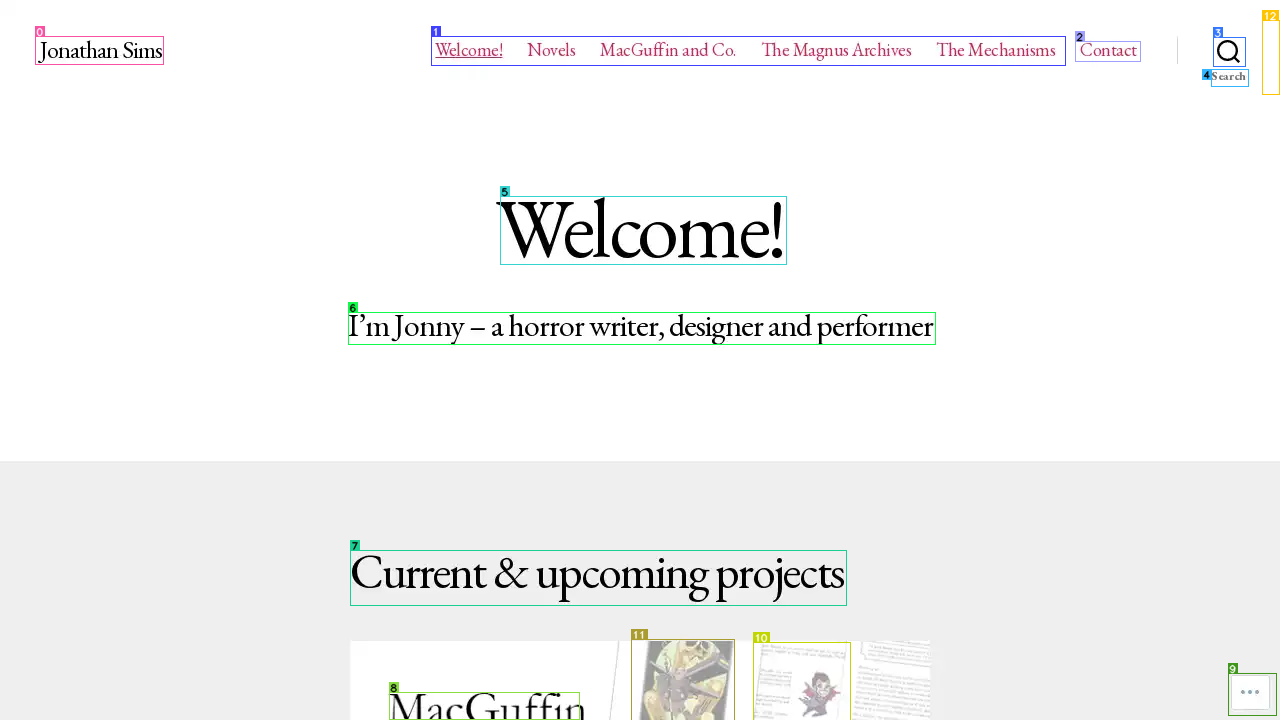 Jonathan Sims
Welcome! Novels MacGuffin and Co. The Magnus Archives The Mechanisms Contact
Search
Welcome!
I'm Jonny – a horror writer, designer and performer
Current & upcoming projects
MacGuffin
0
1
2
3
4
5
6
7
8
9
10
11
12